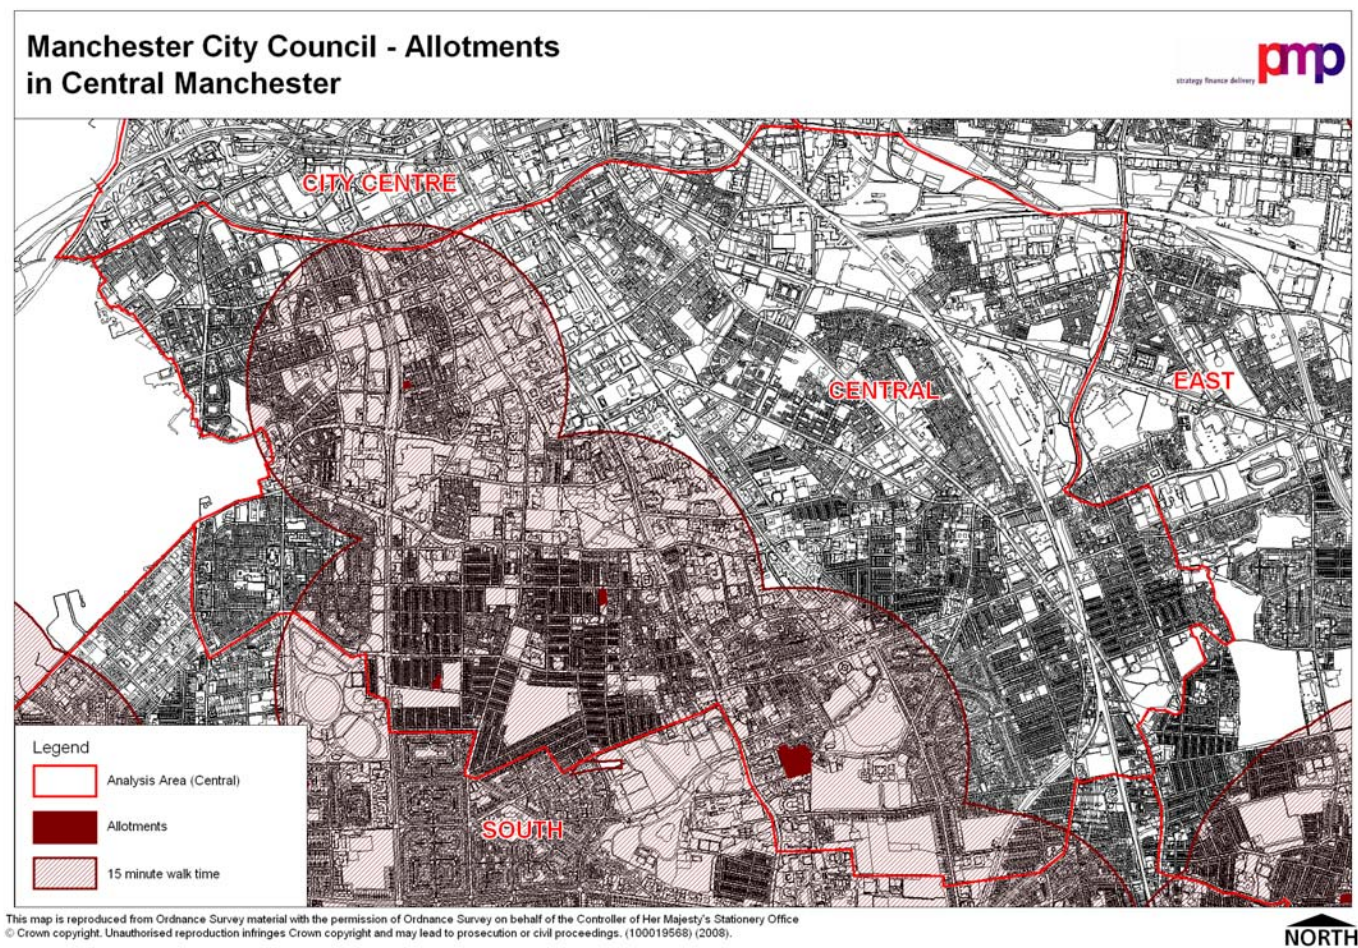 Manchester City Council - Allotments
in Central Manchester
pmp
strategy finance delivery
CITY CENTRE
CENTRAL
EAST
SOUTH
Legend
Analysis Area (Central)
Allotments
15 minute walk time
This map is reproduced from Ordnance Survey material with the permission of Ordnance Survey on behalf of the Controller of Her Majesty's Stationery Office
© Crown copyright. Unauthorised reproduction infringes Crown copyright and may lead to prosecution or civil proceedings. (100019568) (2008).
NORTH